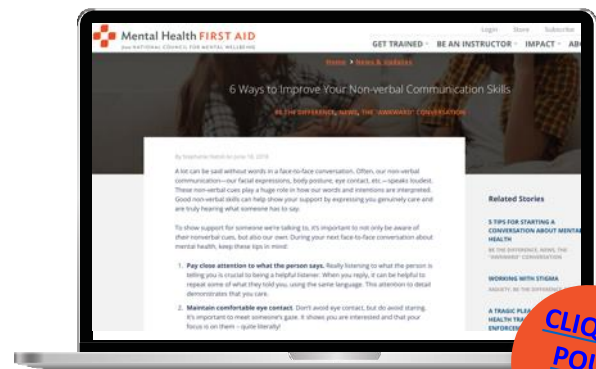 Login Store Subscribe
Mental Health FIRST AID
from NATIONAL COUNCIL FOR MENTAL WELLBEING
GET TRAINED BE AN INSTRUCTOR IMPACT AB
Home > News & Updates
6 Ways to Improve Your Non-verbal Communication Skills
BE THE DIFFERENCE, NEWS, THE "AWKWARD" CONVERSATION
By Stephanie on June 18, 2018
A lot can be said without words in a face-to-face conversation. Often, our non-verbal
communication—our facial expressions, body posture, eye contact, etc.—speaks loudest.
These non-verbal cues play a huge role in how our words and intentions are interpreted.
Good non-verbal skills can help show your support by expressing you genuinely care and
are truly hearing what someone has to say.
To show support for someone we're talking to, it's important to not only be aware of
their nonverbal cues, but also our own. During your next face-to-face conversation about
mental health, keep these tips in mind:
1. Pay close attention to what the person says. Really listening to what the person is
telling you is crucial to being a helpful listener. When you reply, it can be helpful to
repeat some of what they told you, using the same language. This attention to detail
demonstrates that you care.
2. Maintain comfortable eye contact. Don't avoid eye contact, but do avoid staring.
It's important to meet someone's gaze. It shows you are interested and that your
focus is on them – quite literally!
Related Stories
5 TIPS FOR STARTING A
CONVERSATION ABOUT MENTAL
HEALTH
BE THE DIFFERENCE, NEWS, THE
"AWKWARD" CONVERSATION
WORKING WITH STIGMA
ANXIETY, BE THE DIFFERENCE
A TRAGIC PLEA
HEALTH TRA
ENFORCEM
CLIQ
POU